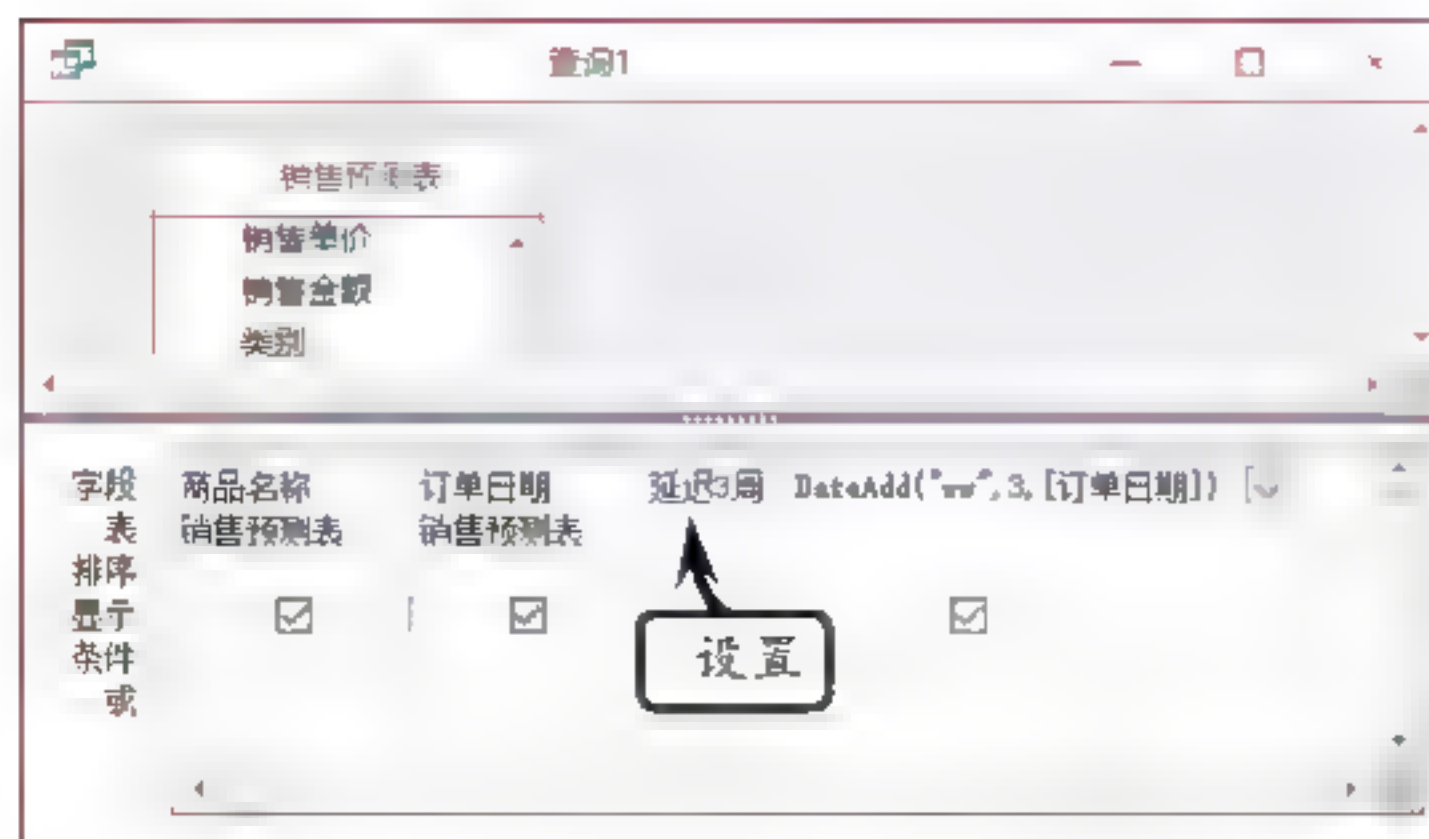 查询1
销售预测表
销售单价
销售金额
类别
字段 商品名称 订单日期 延迟3周 DateAdd("ww",3,[订单日期])
表 销售预测表 销售预测表
排序
显示
条件
或
设置